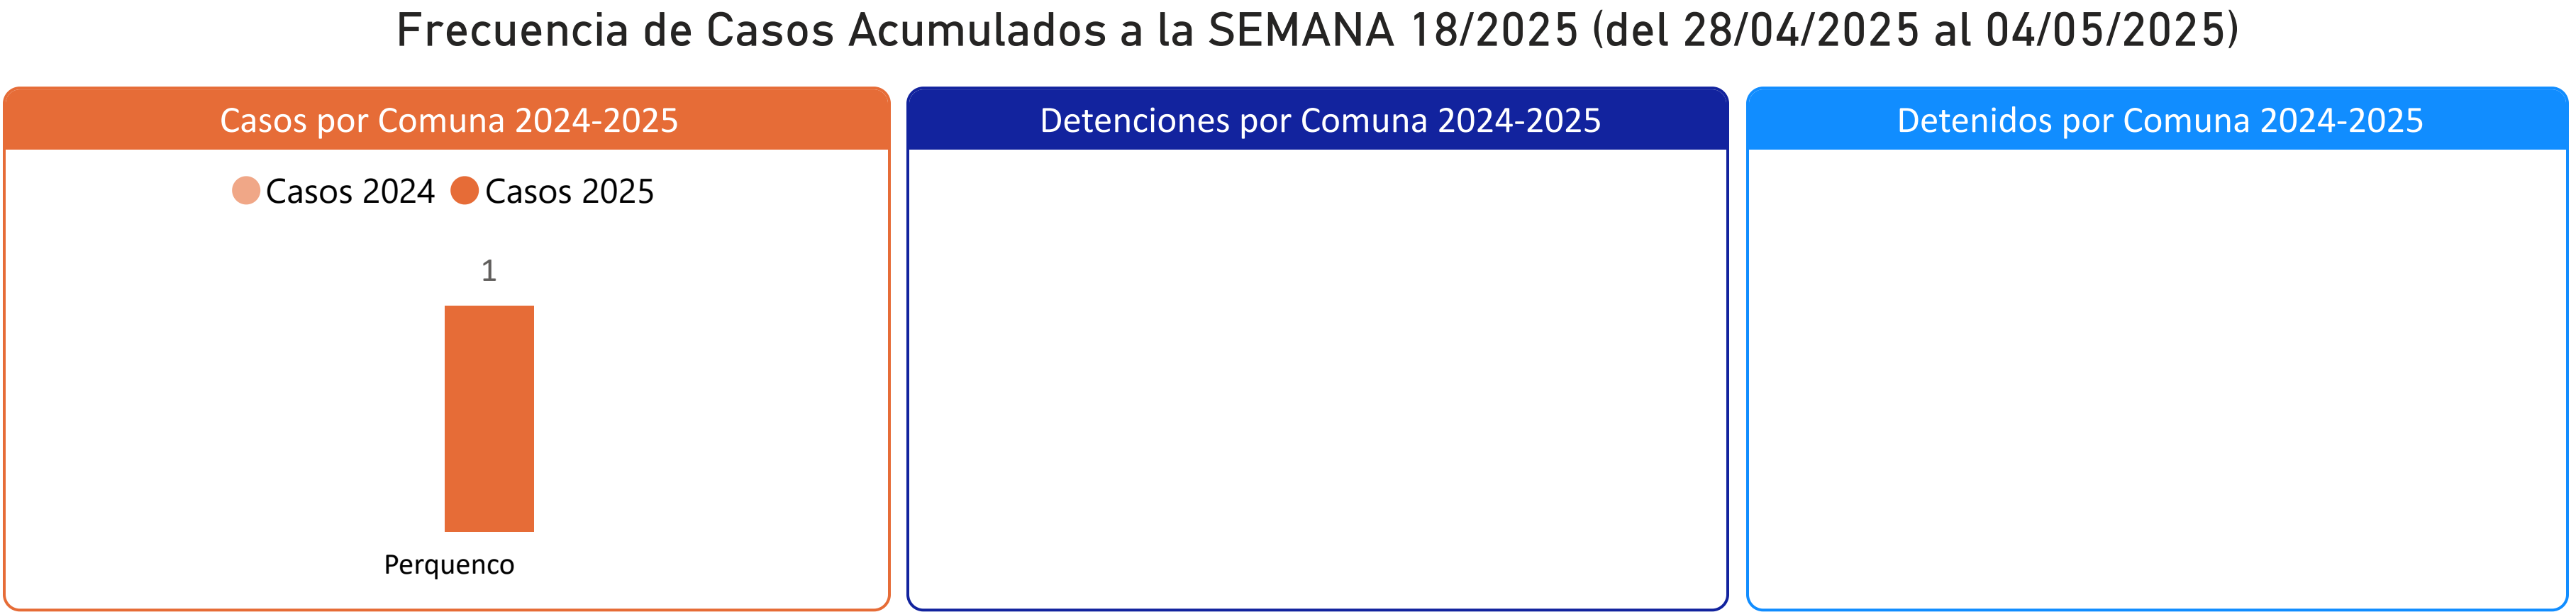 Frecuencia de Casos Acumulados a la SEMANA 18/2025 (del 28/04/2025 al 04/05/2025)
Casos por Comuna 2024-2025
Casos 2024 Casos 2025
1
Perquenco
Detenciones por Comuna 2024-2025
Detenidos por Comuna 2024-2025